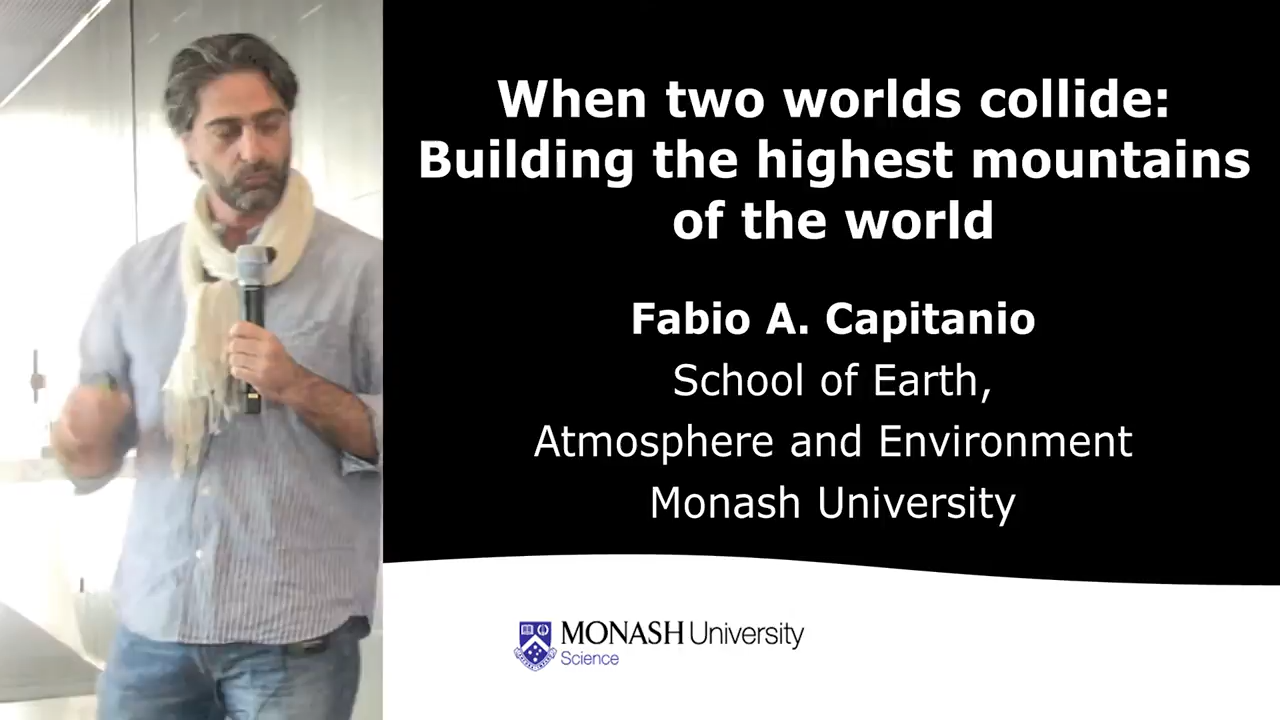 When two worlds collide:
Building the highest mountains
of the world
Fabio A. Capitanio
School of Earth,
Atmosphere and Environment
Monash University
MONASH University
Science